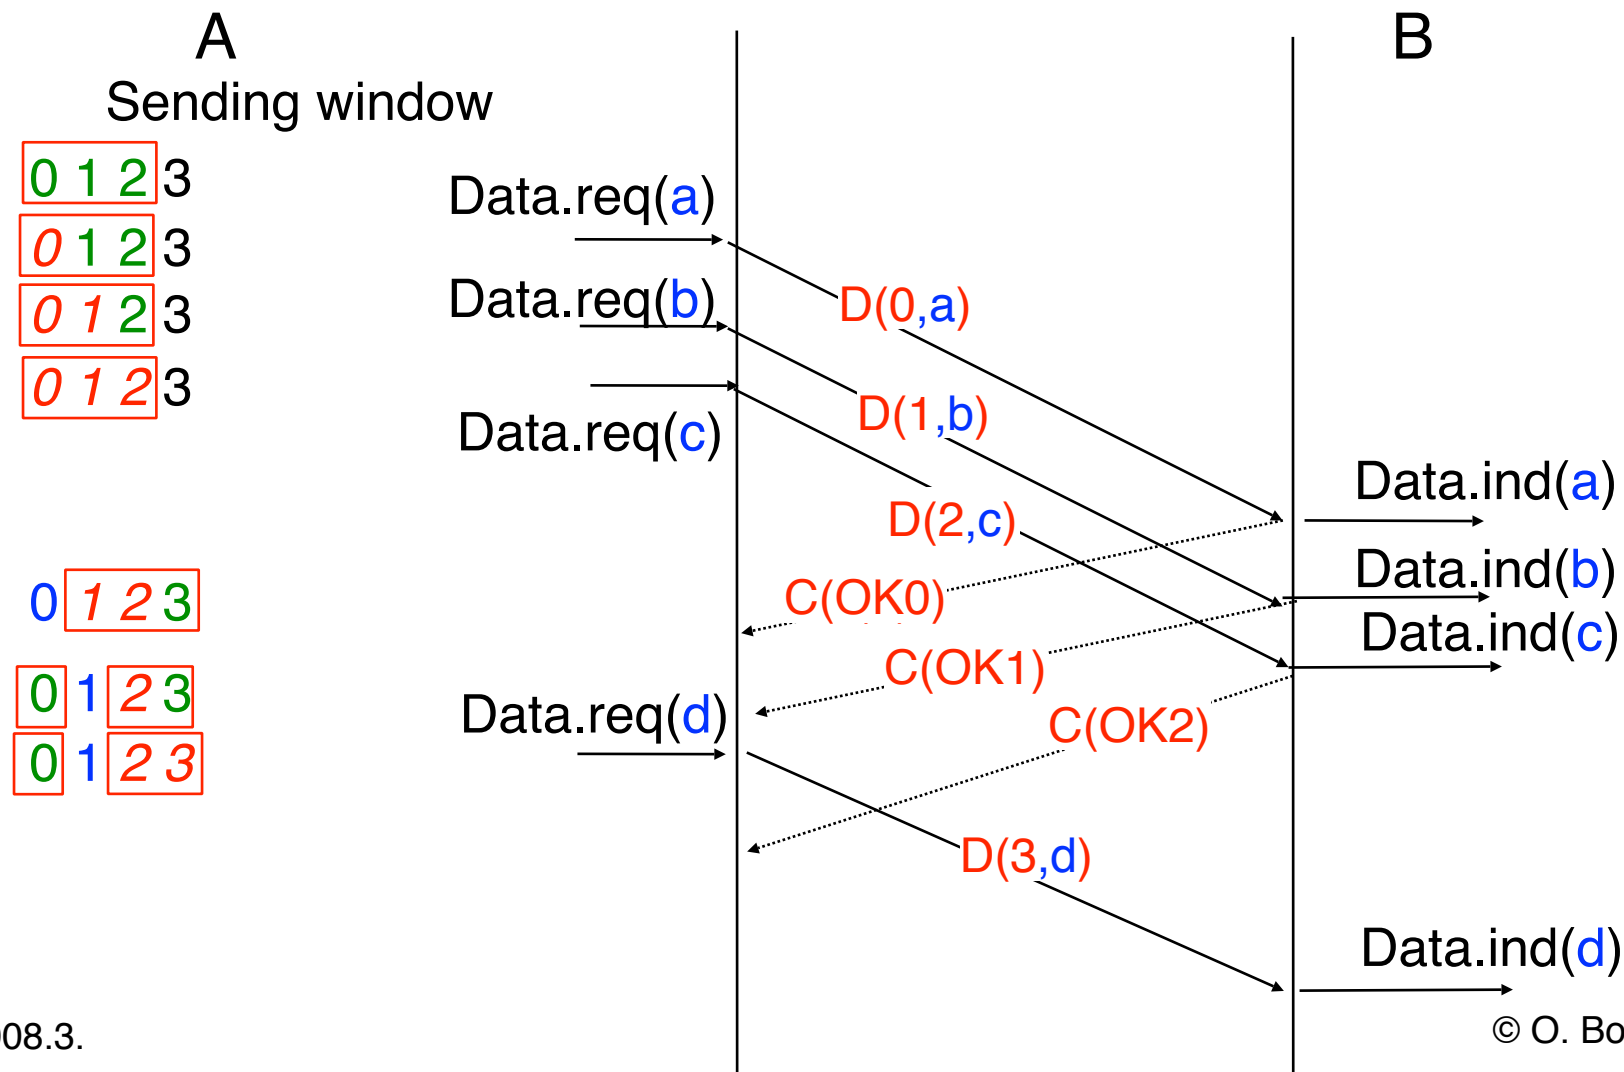 A
B
Sending window
0 1 2 3
Data.req(a)
0 1 2 3
Data.req(b)
D(0,a)
0 1 2 3
0 1 2 3
D(1,b)
Data.req(c)
Data.ind(a)
D(2,c)
Data.ind(b)
0 1 2 3
C(OK0)
Data.ind(c)
C(OK1)
0 1 2 3
Data.req(d)
C(OK2)
0 1 2 3
D(3,d)
Data.ind(d)
08.3.
© O. Bo